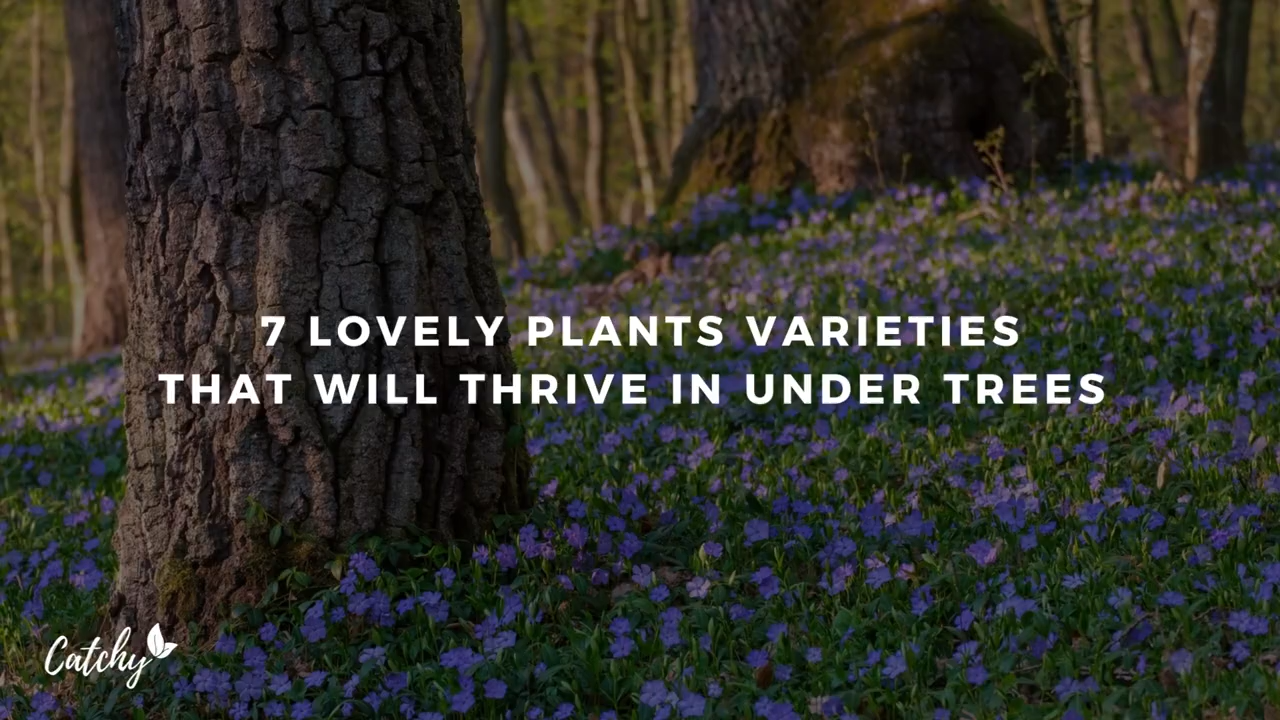 7 LOVELY PLANTS VARIETIES
THAT WILL THRIVE IN UNDER TREES
Catchy